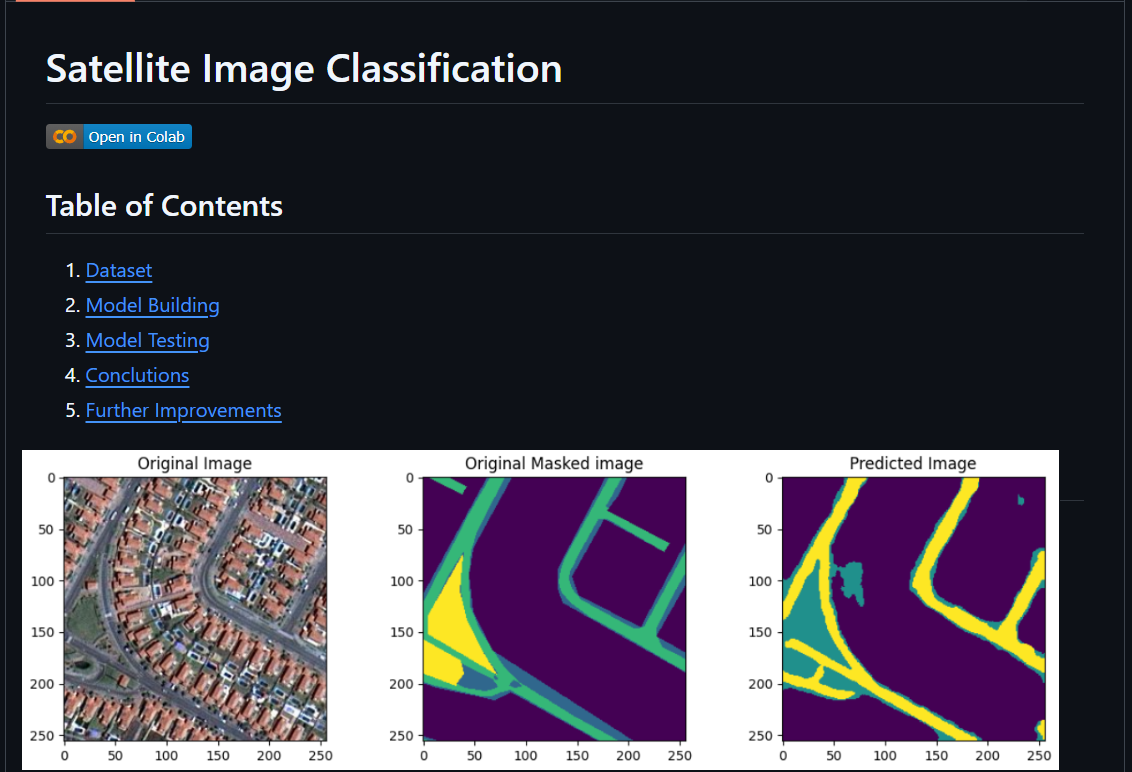 Satellite Image Classification
Open in Colab
Table of Contents
1. Dataset
2. Model Building
3. Model Testing
4. Conclutions
5. Further Improvements
Original Image
Original Masked image
Predicted Image
0
50
100
150
200
250
0 50 100 150 200 250
0
50
100
150
200
250
0 50 100 150 200 250
0
50
100
150
200
250
0 50 100 150 200 250